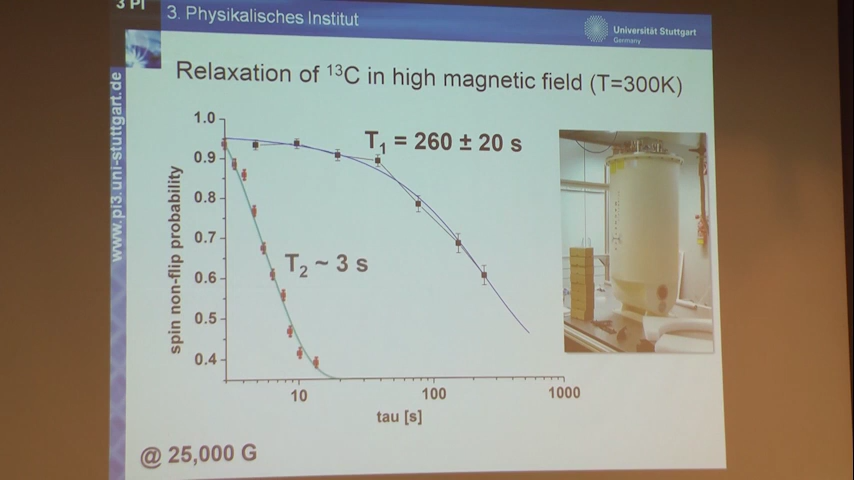 3 PI
3. Physikalisches Institut
Universität Stuttgart
Germany
www.pi3.uni-stuttgart.de
Relaxation of ¹³C in high magnetic field (T=300K)
1.0
0.9
0.8
0.7
0.6
0.5
0.4
spin non-flip probability
T₁ = 260 ± 20 s
T₂ ~ 3 s
10
100
1000
tau [s]
@ 25,000 G